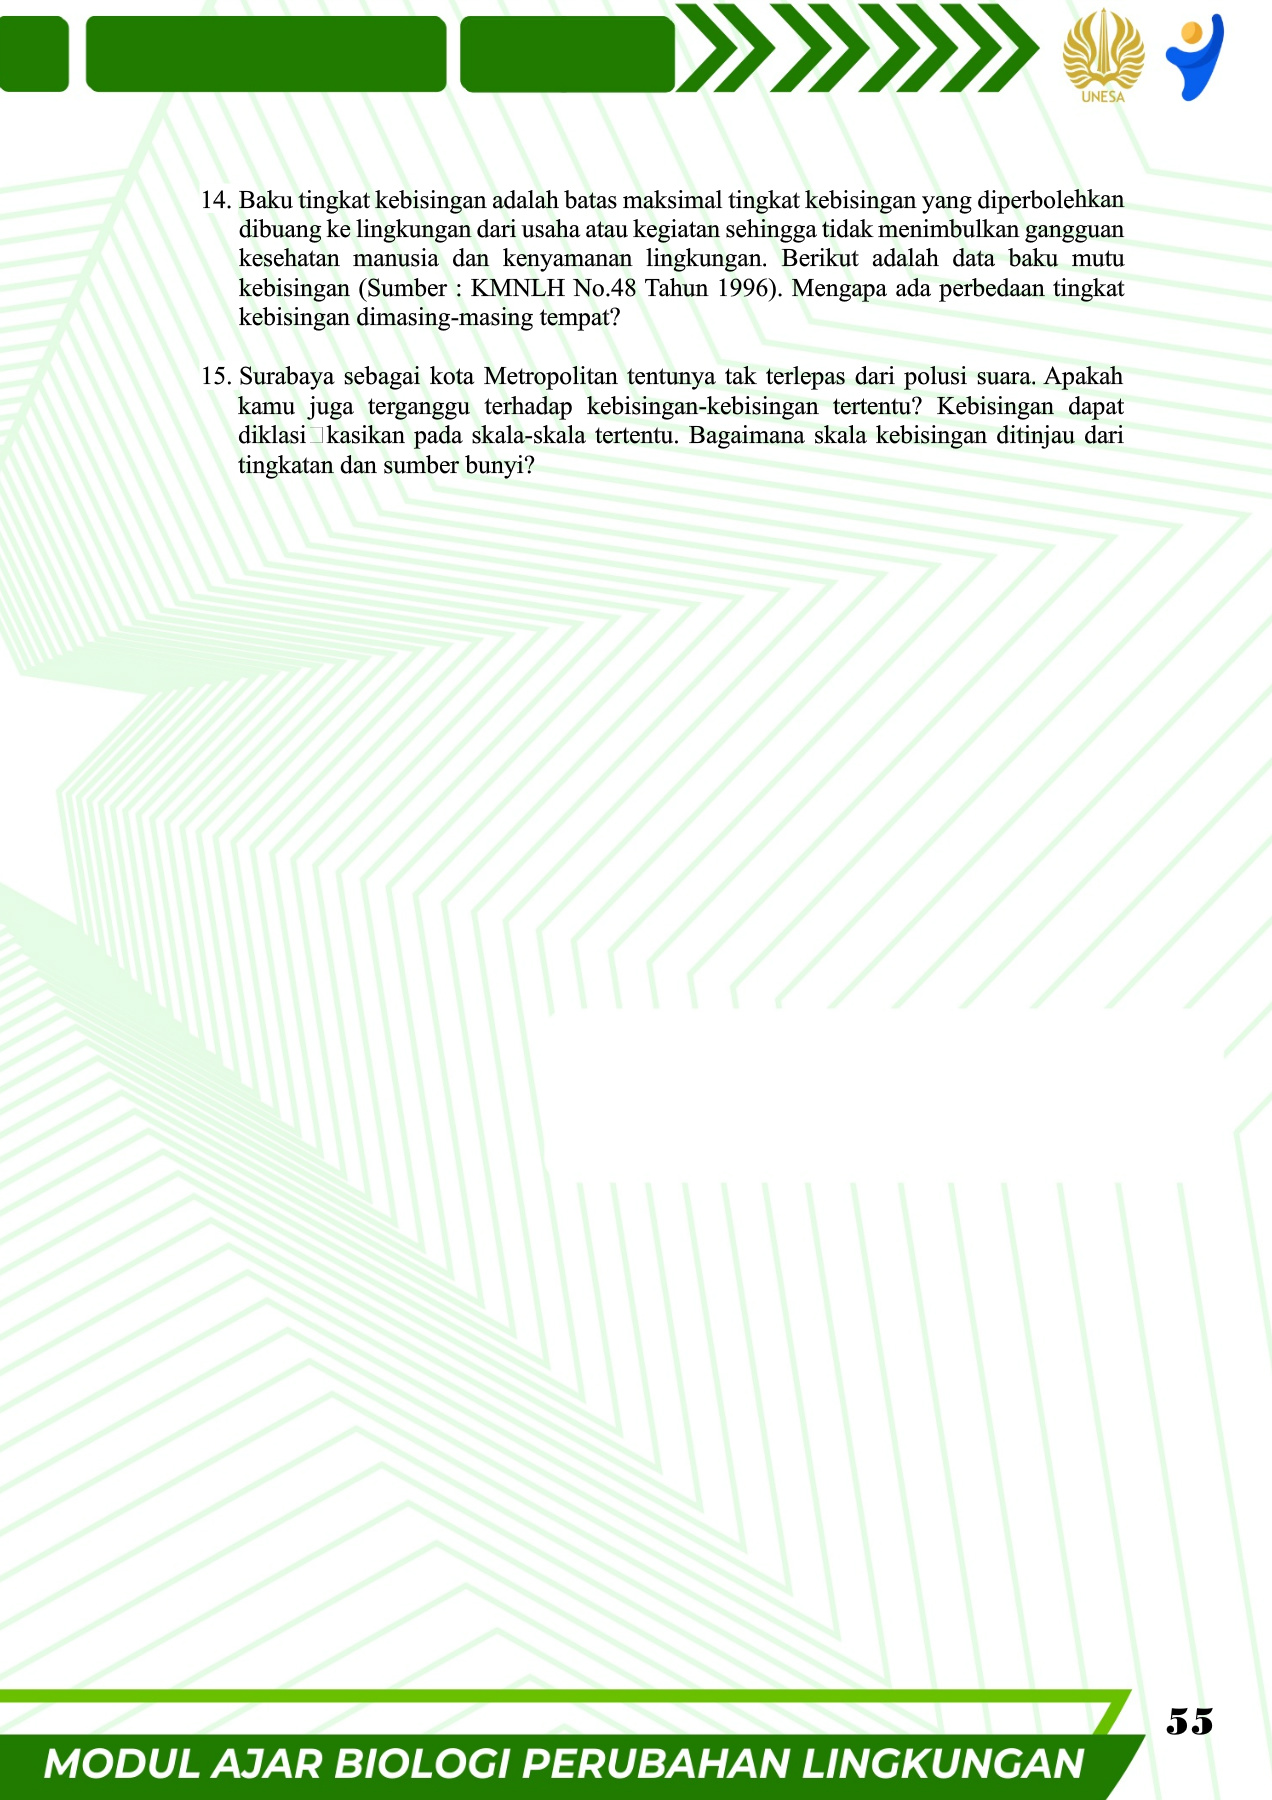 UNESA
14. Baku tingkat kebisingan adalah batas maksimal tingkat kebisingan yang diperbolehkan
dibuang ke lingkungan dari usaha atau kegiatan sehingga tidak menimbulkan gangguan
kesehatan manusia dan kenyamanan lingkungan. Berikut adalah data baku mutu
kebisingan (Sumber : KMNLH No.48 Tahun 1996). Mengapa ada perbedaan tingkat
kebisingan dimasing-masing tempat?
15. Surabaya sebagai kota Metropolitan tentunya tak terlepas dari polusi suara. Apakah
kamu juga terganggu terhadap kebisingan-kebisingan tertentu? Kebisingan dapat
diklasi□kasikan pada skala-skala tertentu. Bagaimana skala kebisingan ditinjau dari
tingkatan dan sumber bunyi?
55
MODUL AJAR BIOLOGI PERUBAHAN LINGKUNGAN